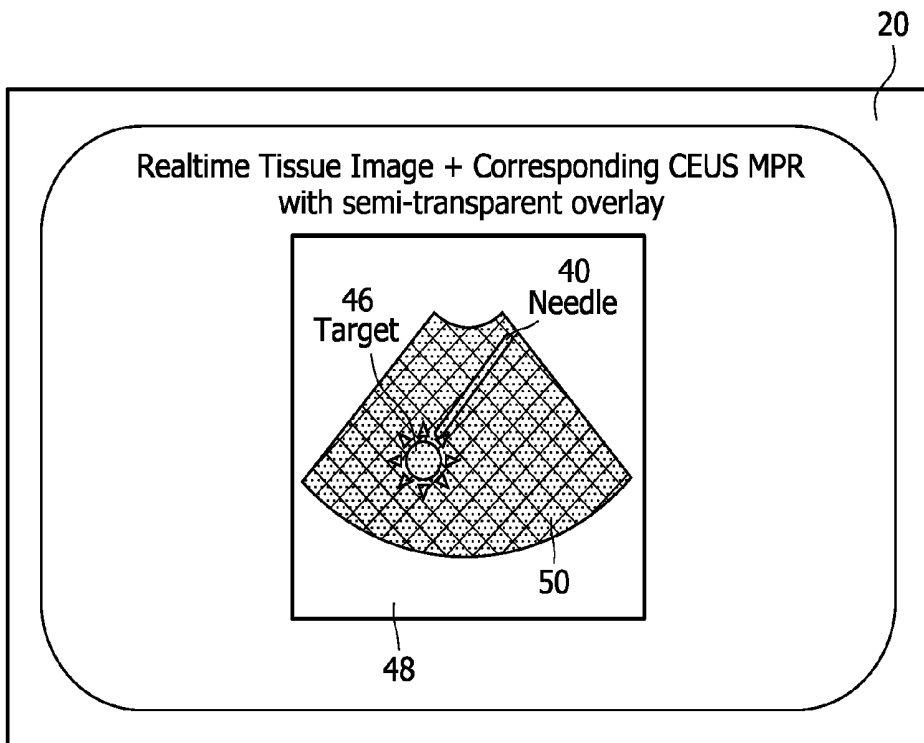 20
Realtime Tissue Image + Corresponding CEUS MPR
with semi-transparent overlay
46
Target
40
Needle
50
48